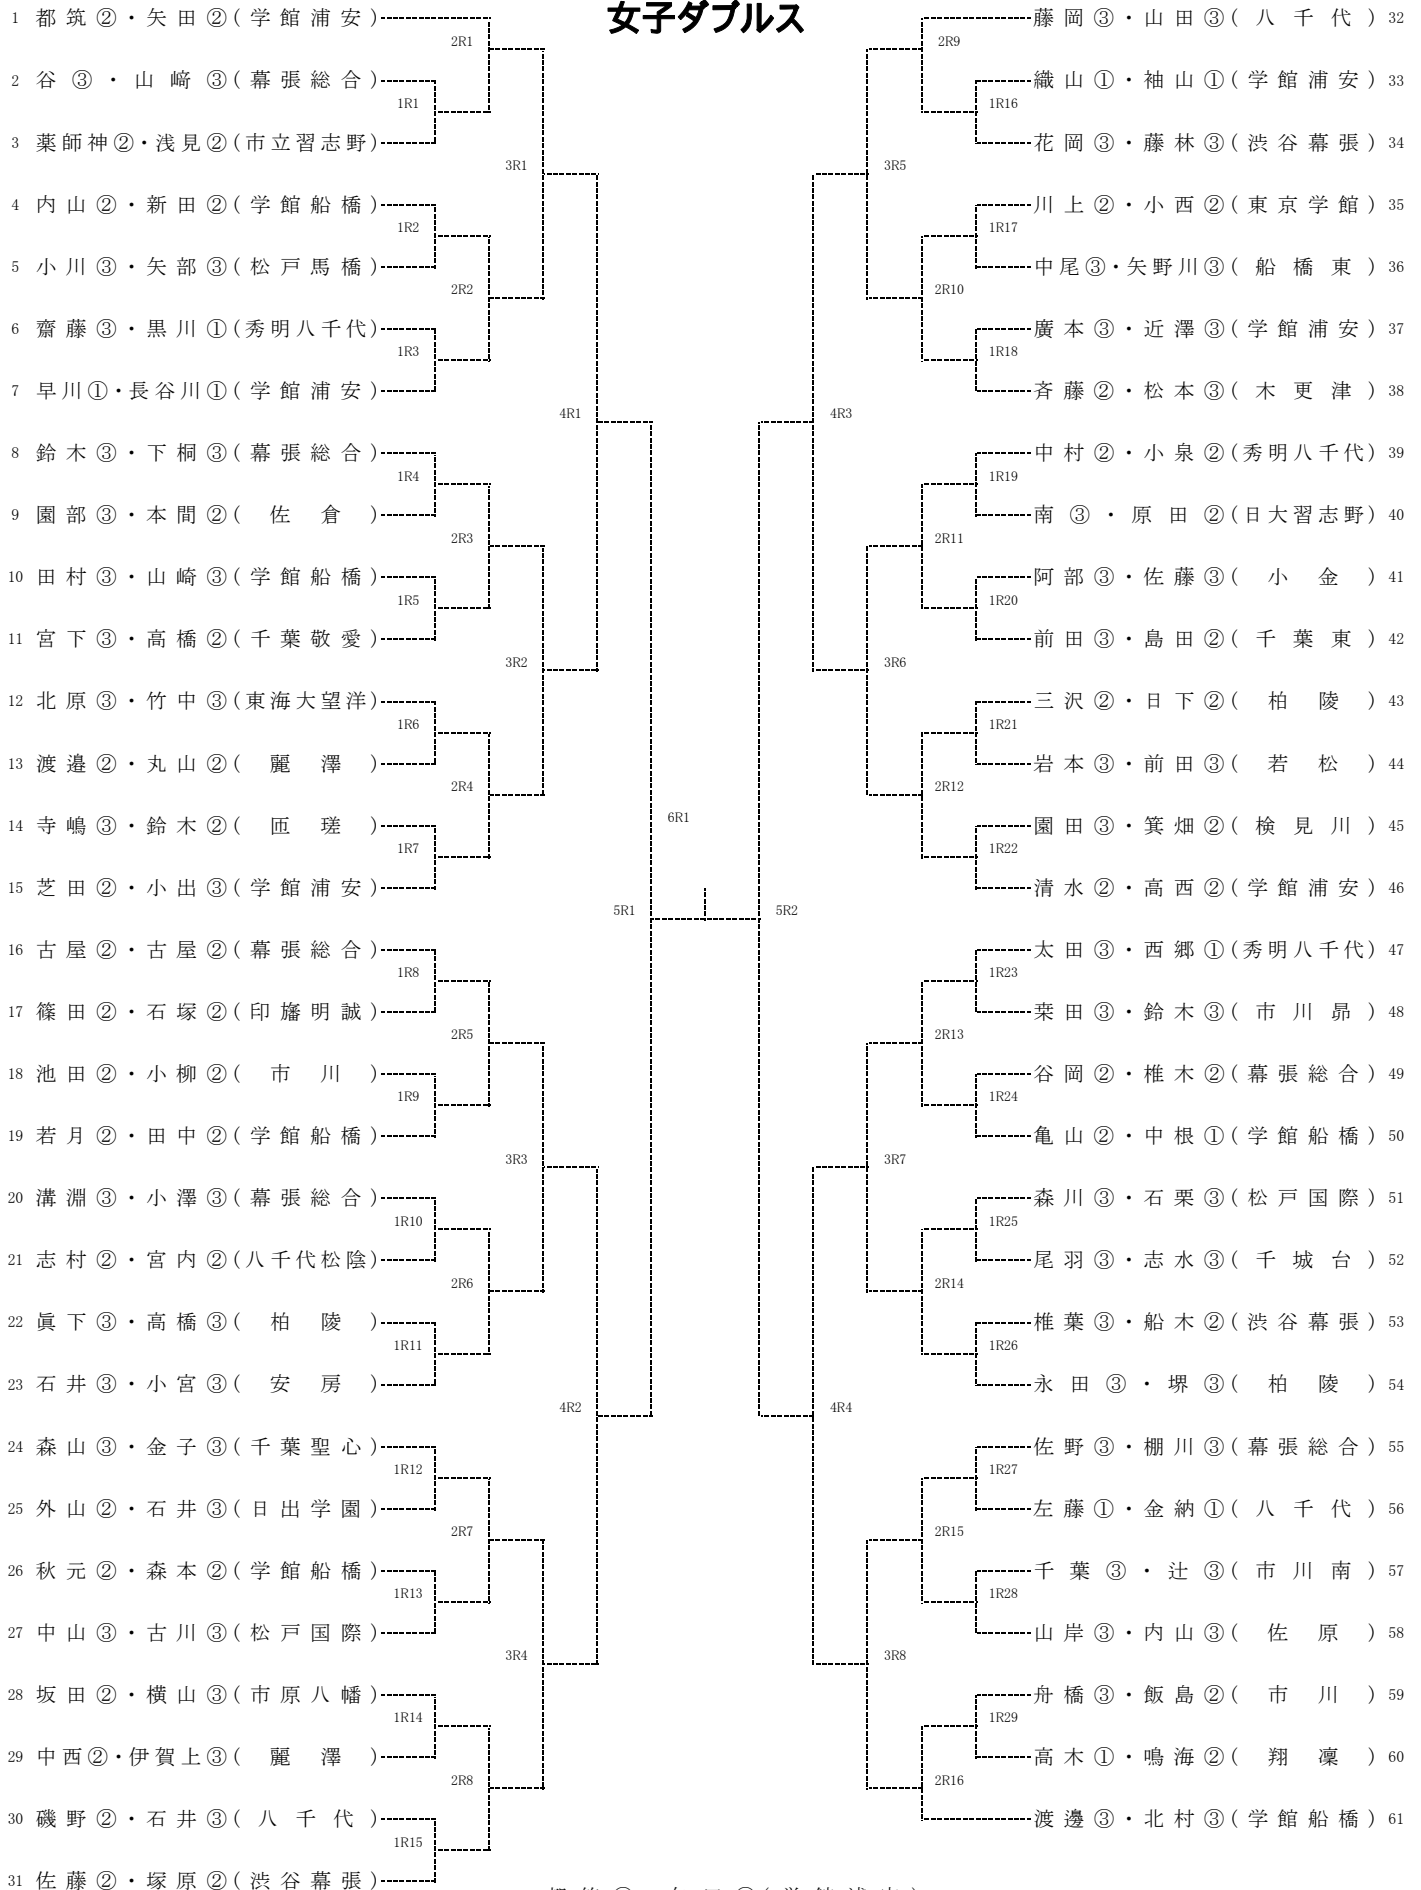 女子ダブルス
1 都筑②・矢田②(学館浦安)
2R1
2 谷③・山﨑③(幕張総合)
1R1
3 薬師神②・浅見②(市立習志野)
3R1
4 内山②・新田②(学館船橋)
1R2
5 小川③・矢部③(松戸馬橋)
2R2
6 齋藤③・黒川①(秀明八千代)
1R3
7 早川①・長谷川①(学館浦安)
4R1
8 鈴木③・下桐③(幕張総合)
1R4
9 園部③・本間②(佐倉)
2R3
10 田村③・山崎③(学館船橋)
1R5
11 宮下③・高橋②(千葉敬愛)
3R2
12 北原③・竹中③(東海大望洋)
1R6
13 渡邉②・丸山②(麗澤)
2R4
14 寺嶋③・鈴木②(匝瑳)
1R7
15 芝田②・小出③(学館浦安)
5R1
16 古屋②・古屋②(幕張総合)
1R8
17 篠田②・石塚②(印旛明誠)
2R5
18 池田②・小柳②(市川)
1R9
19 若月②・田中②(学館船橋)
3R3
20 溝淵③・小澤③(幕張総合)
1R10
21 志村②・宮内②(八千代松陰)
2R6
22 眞下③・高橋③(柏陵)
1R11
23 石井③・小宮③(安房)
4R2
24 森山③・金子③(千葉聖心)
1R12
25 外山②・石井③(日出学園)
2R7
26 秋元②・森本②(学館船橋)
1R13
27 中山③・古川③(松戸国際)
3R4
28 坂田②・横山③(市原八幡)
1R14
29 中西②・伊賀上③(麗澤)
2R8
30 磯野②・石井③(八千代)
1R15
31 佐藤②・塚原②(渋谷幕張)
6R1
藤岡③・山田③(八千代) 32
2R9
織山①・袖山①(学館浦安) 33
1R16
花岡③・藤林③(渋谷幕張) 34
3R5
川上②・小西②(東京学館) 35
1R17
中尾③・矢野川③(船橋東) 36
2R10
廣本③・近澤③(学館浦安) 37
1R18
斉藤②・松本③(木更津) 38
4R3
中村②・小泉②(秀明八千代) 39
1R19
南③・原田②(日大習志野) 40
2R11
阿部③・佐藤③(小金) 41
1R20
前田③・島田②(千葉東) 42
3R6
三沢②・日下②(柏陵) 43
1R21
岩本③・前田③(若松) 44
2R12
園田③・箕畑②(検見川) 45
1R22
清水②・高西②(学館浦安) 46
5R2
太田③・西郷①(秀明八千代) 47
1R23
桒田③・鈴木③(市川昴) 48
2R13
谷岡②・椎木②(幕張総合) 49
1R24
亀山②・中根①(学館船橋) 50
3R7
森川③・石栗③(松戸国際) 51
1R25
尾羽③・志水③(千城台) 52
2R14
椎葉③・船木②(渋谷幕張) 53
1R26
永田③・堺③(柏陵) 54
4R4
佐野③・棚川③(幕張総合) 55
1R27
左藤①・金納①(八千代) 56
2R15
千葉③・辻③(市川南) 57
1R28
山岸③・内山③(佐原) 58
3R8
舟橋③・飯島②(市川) 59
1R29
高木①・鳴海②(翔凜) 60
2R16
渡邊③・北村③(学館船橋) 61